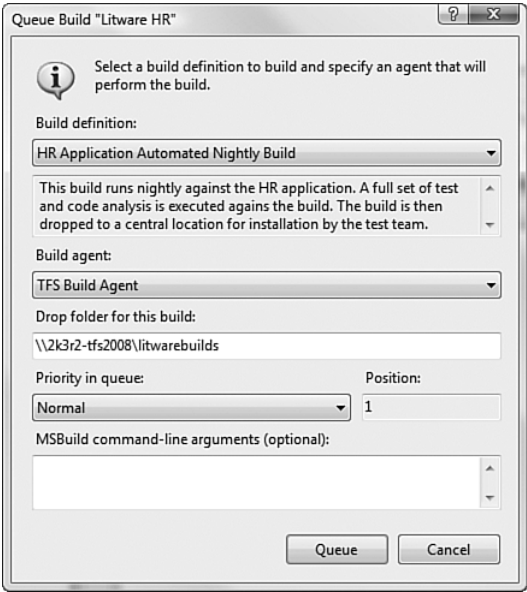 Queue Build "Litware HR"
Select a build definition to build and specify an agent that will
perform the build.
Build definition:
HR Application Automated Nightly Build
This build runs nightly against the HR application. A full set of test
and code analysis is executed agains the build. The build is then
dropped to a central location for installation by the test team.
Build agent:
TFS Build Agent
Drop folder for this build:
\\2k3r2-tfs2008\litwarebuilds
Priority in queue:
Position:
Normal
1
MSBuild command-line arguments (optional):
Queue
Cancel